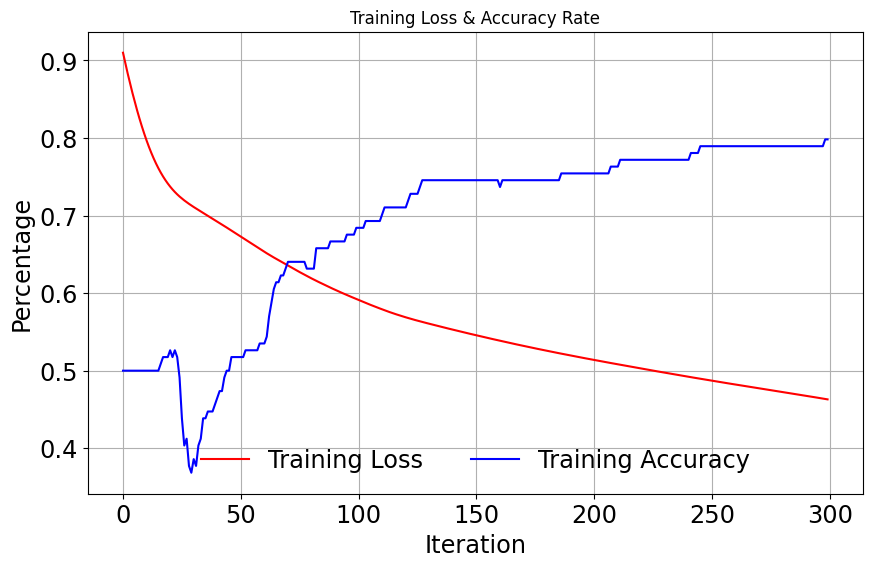 Training Loss & Accuracy Rate
Percentage
0.9
0.8
0.7
0.6
0.5
0.4
Training Loss
Training Accuracy
0 50 100 150 200 250 300
Iteration